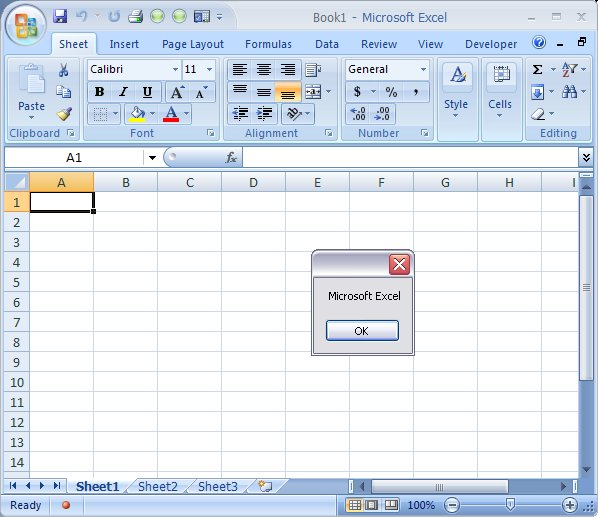 Book1 - Microsoft Excel
Sheet Insert Page Layout Formulas Data Review View Developer
Paste
Clipboard
Calibri 11
B I U A A
A
Font
Alignment
General
$ % ,
.0 .00 .00 .0
Number
Style
Cells
Σ A Z
Editing
A1 fx
A B C D E F G H I
1
2
3
4
5
6
7
8
9
10
11
12
13
14
Microsoft Excel
OK
Sheet1 Sheet2 Sheet3
Ready 100%